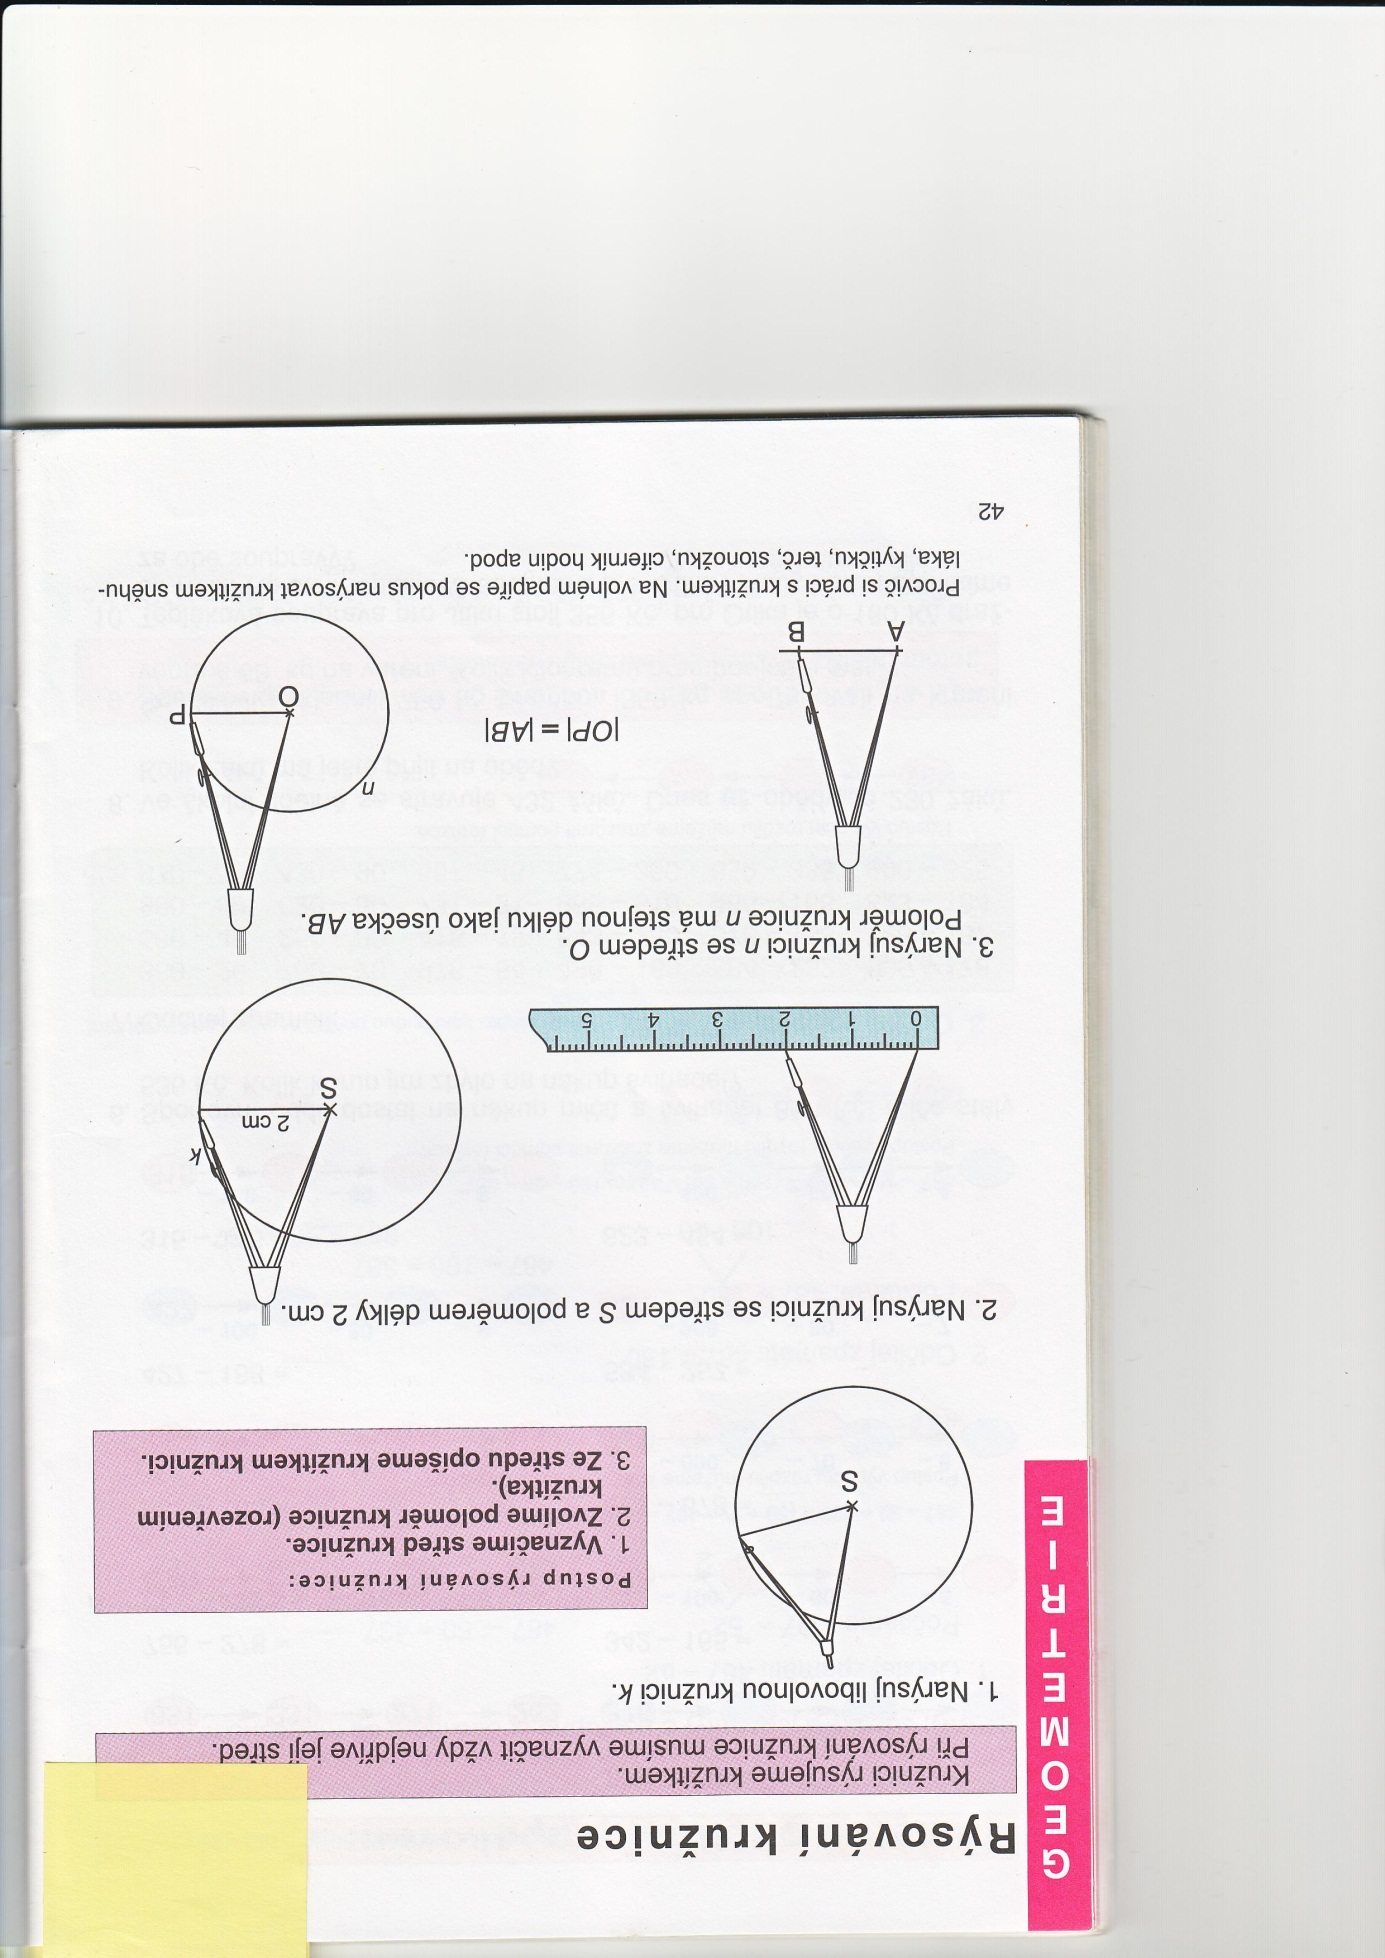 GEOMETRIE
Rýsování kružnice
Kružnici rýsujeme kružítkem.
Při rýsování kružnice musíme vyznačit vždy nejdříve její střed.
1. Narýsuj libovolnou kružnici k.
S
Postup rýsování kružnice:
1. Vyznačíme střed kružnice.
2. Zvolíme poloměr kružnice (rozevřením
kružítka).
3. Ze středu opíšeme kružítkem kružnici.
2. Narýsuj kružnici se středem S a poloměrem délky 2 cm.
0 1 2 3 4 5
k
2 cm
S
3. Narýsuj kružnici n se středem O.
Poloměr kružnice n má stejnou délku jako úsečka AB.
A B
|OP| = |AB|
n
O P
Procvič si práci s kružítkem. Na volném papíře se pokus narýsovat kružítkem sněhu-
láka, kytičku, terč, stonožku, ciferník hodin apod.
42